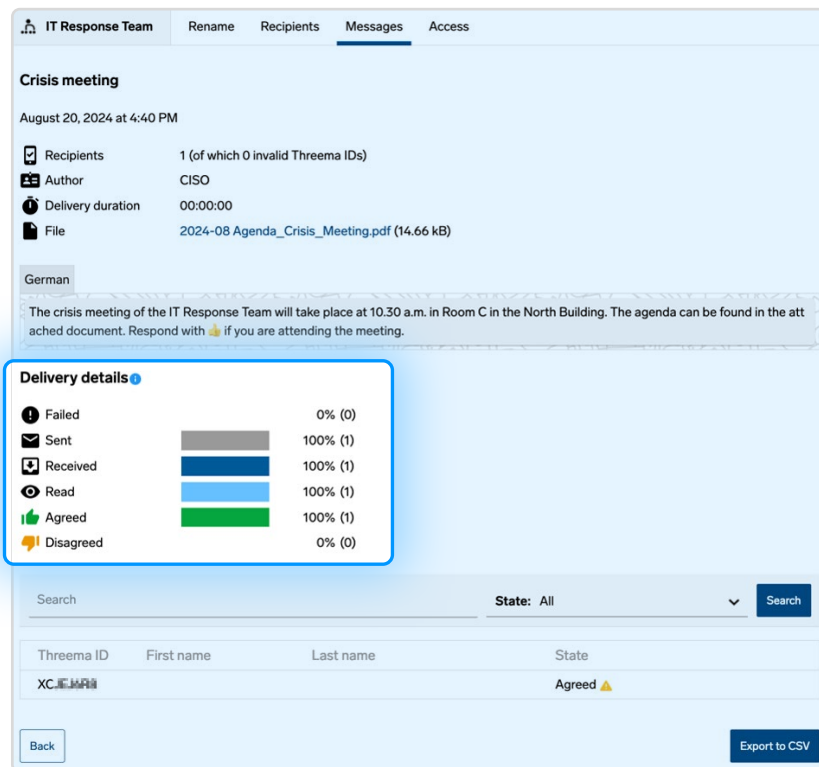 IT Response Team Rename Recipients Messages Access
Crisis meeting
August 20, 2024 at 4:40 PM
Recipients 1 (of which 0 invalid Threema IDs)
Author CISO
Delivery duration 00:00:00
File 2024-08 Agenda_Crisis_Meeting.pdf (14.66 kB)
German
The crisis meeting of the IT Response Team will take place at 10.30 a.m. in Room C in the North Building. The agenda can be found in the att
ached document. Respond with 👍 if you are attending the meeting.
Delivery details
Failed 0% (0)
Sent 100% (1)
Received 100% (1)
Read 100% (1)
Agreed 100% (1)
Disagreed 0% (0)
Search State: All Search
Threema ID First name Last name State
Agreed
Back Export to CSV